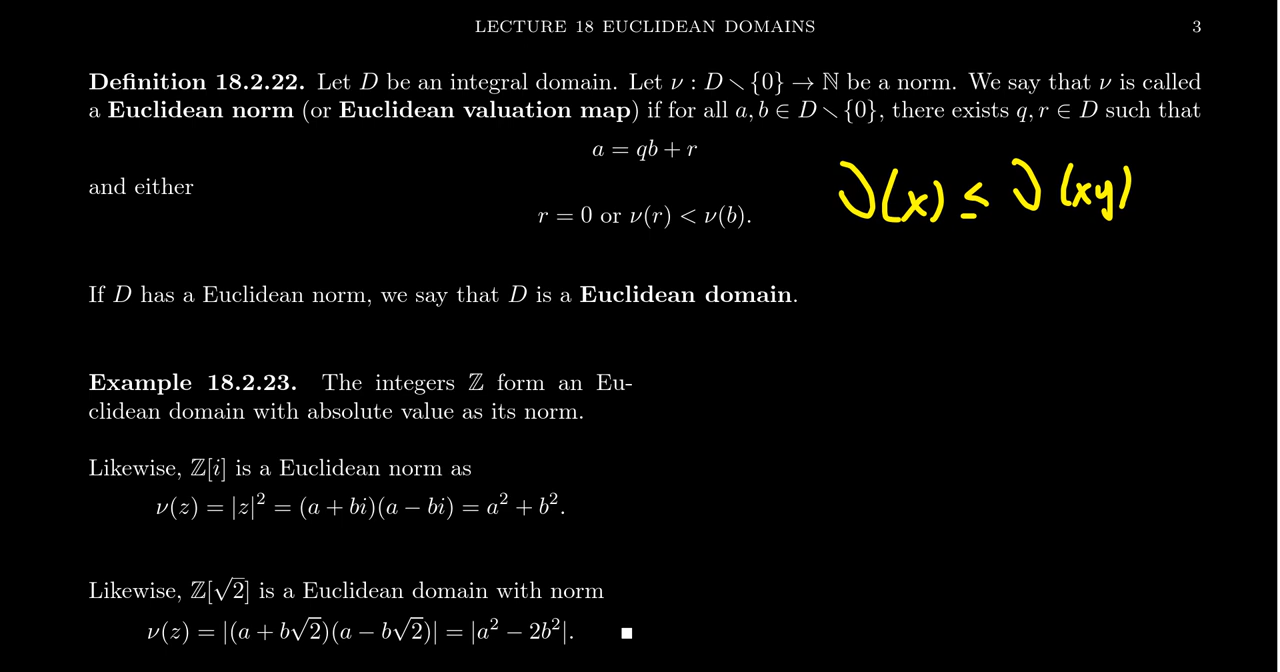 LECTURE 18 EUCLIDEAN DOMAINS 3
Definition 18.2.22. Let D be an integral domain. Let ν : D ∖ {0} → ℕ be a norm. We say that ν is called
a Euclidean norm (or Euclidean valuation map) if for all a, b ∈ D ∖ {0}, there exists q, r ∈ D such that
a = qb + r
and either
ν(x) ≤ ν(xy)
r = 0 or ν(r) < ν(b).
If D has a Euclidean norm, we say that D is a Euclidean domain.
Example 18.2.23. The integers ℤ form an Eu-
clidean domain with absolute value as its norm.
Likewise, ℤ[i] is a Euclidean norm as
ν(z) = |z|² = (a + bi)(a − bi) = a² + b².
Likewise, ℤ[√2] is a Euclidean domain with norm
ν(z) = |(a + b√2)(a − b√2)| = |a² − 2b²|. ■